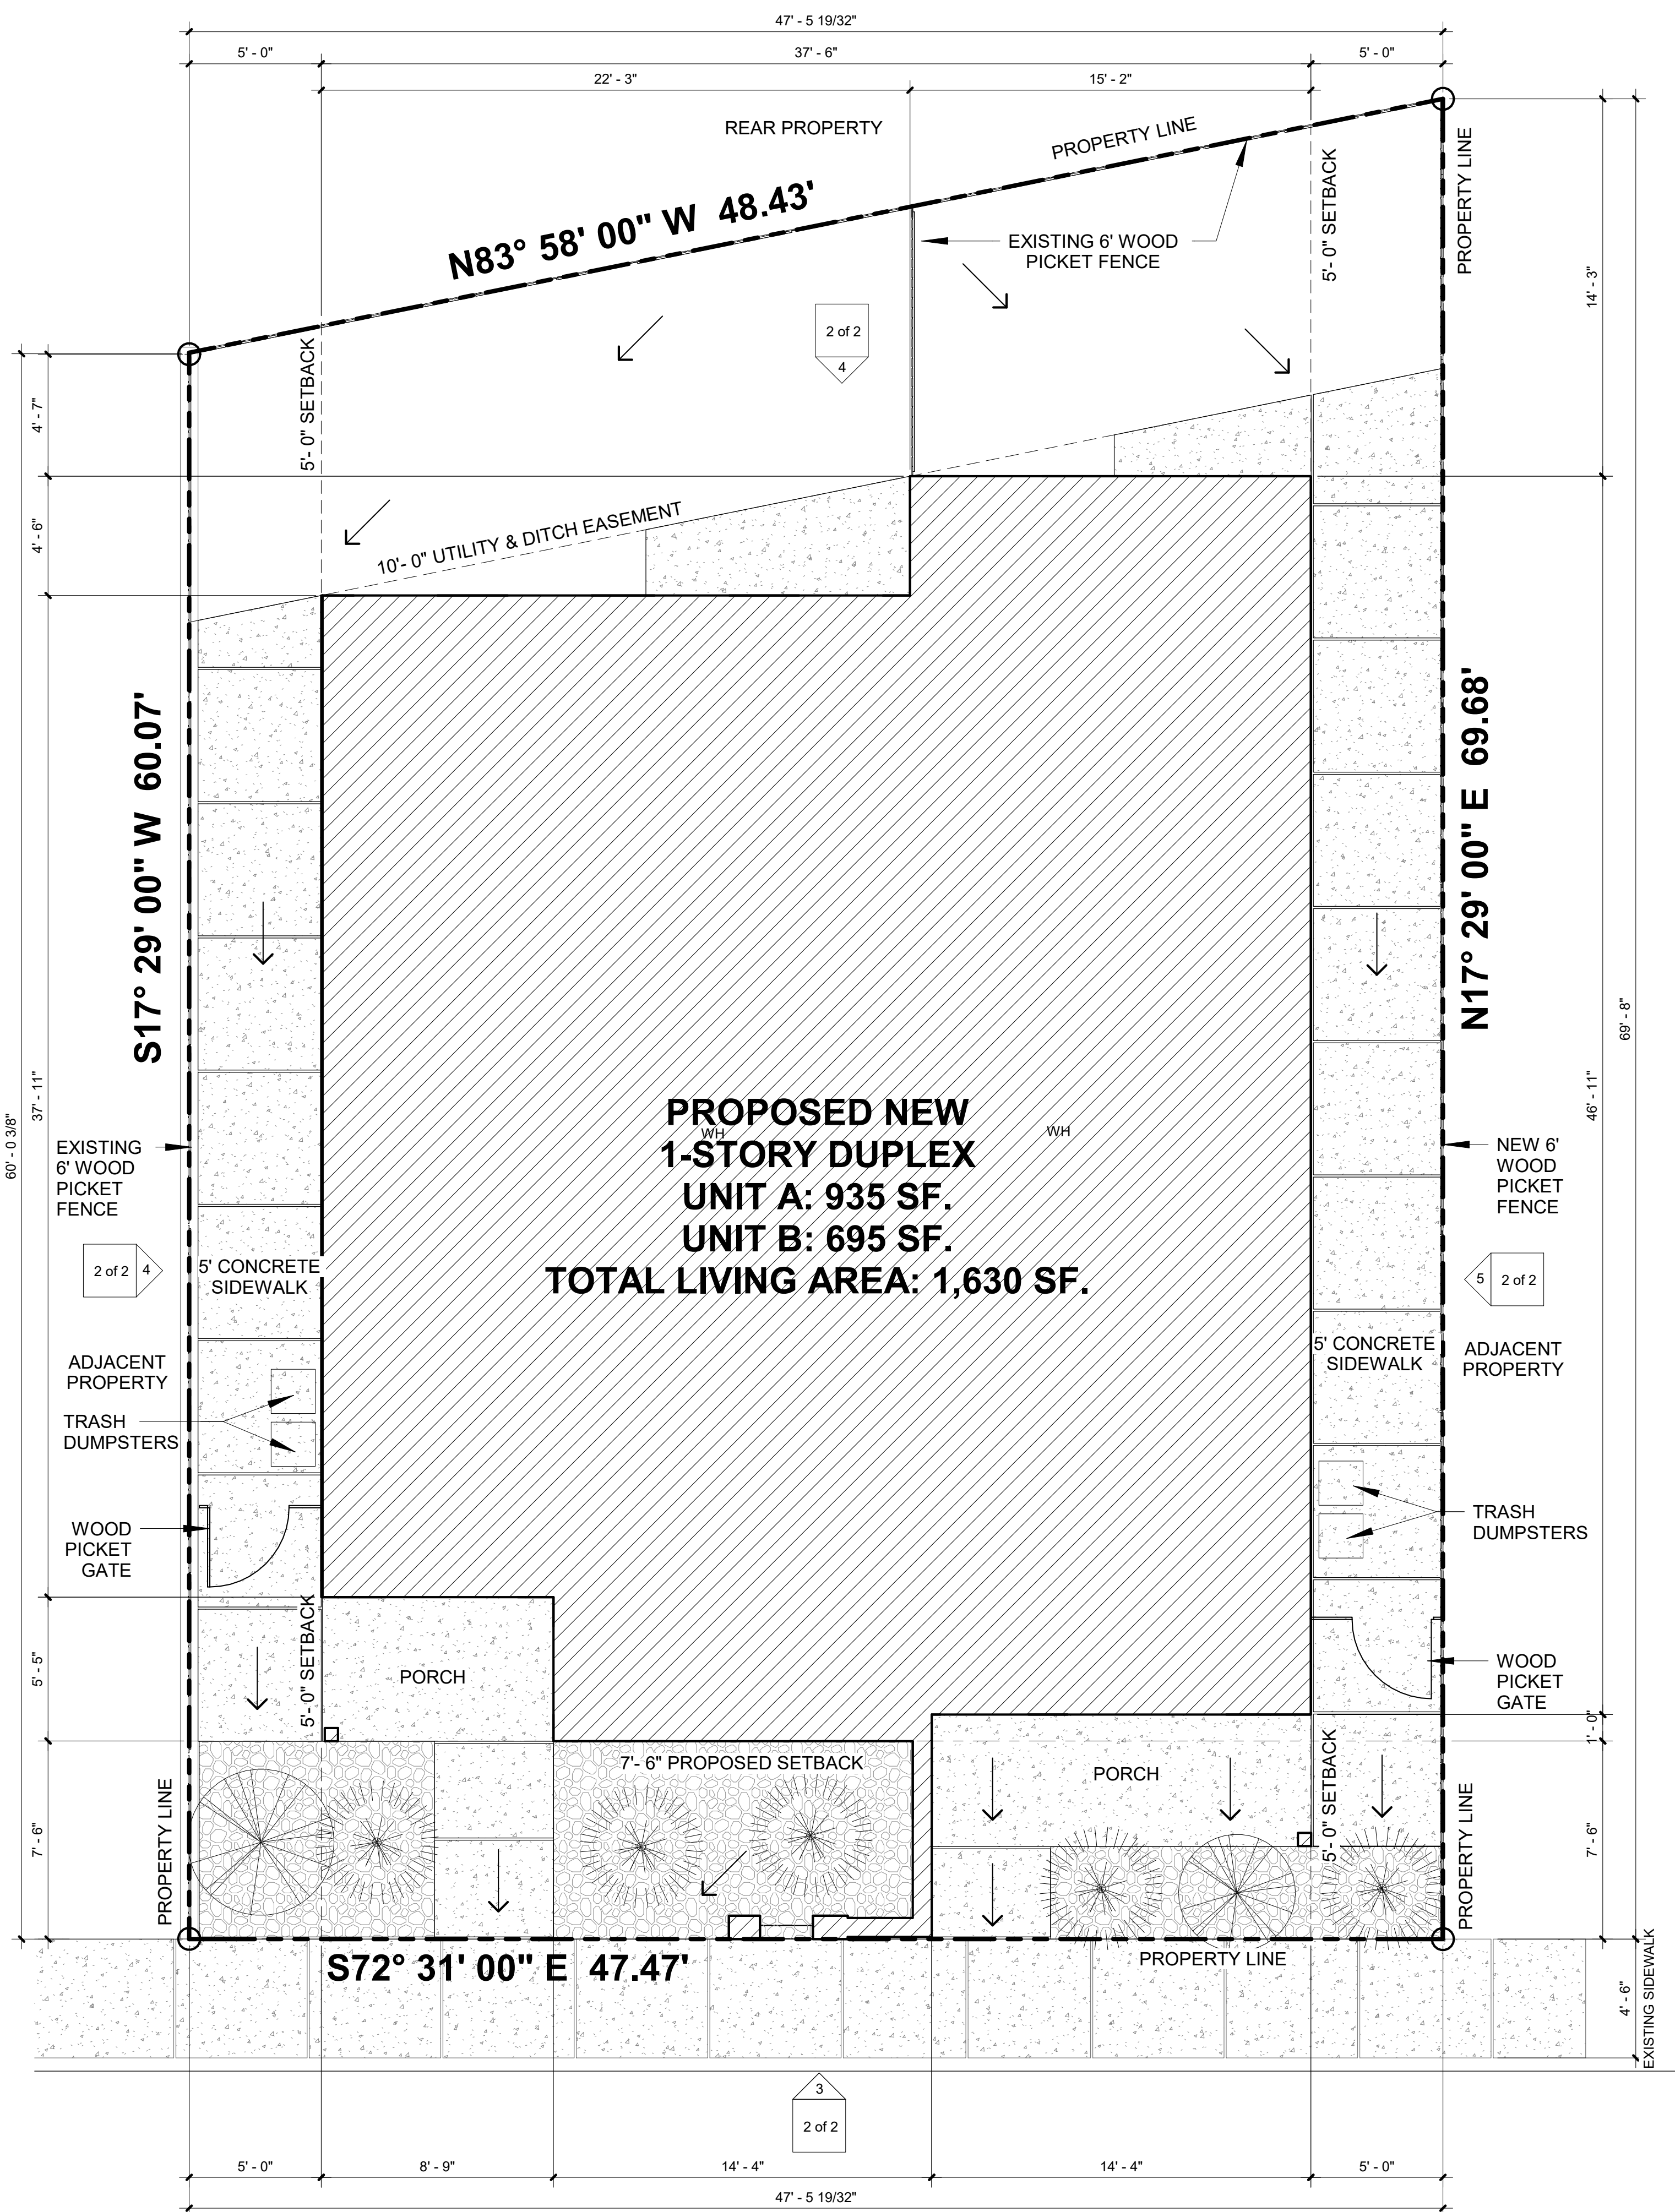 47' - 5 19/32"
5' - 0"
37' - 6"
5' - 0"
22' - 3"
15' - 2"
REAR PROPERTY
PROPERTY LINE
PROPERTY LINE
N83° 58' 00" W  48.43'
5'- 0" SETBACK
EXISTING 6' WOOD
PICKET FENCE
14' - 3"
2 of 2
4
5'- 0" SETBACK
4' - 7"
10'- 0" UTILITY & DITCH EASEMENT
4' - 6"
S17° 29' 00" W  60.07'
N17° 29' 00" E  69.68'
69' - 8"
46' - 11"
37' - 11"
60' - 0 3/8"
PROPOSED NEW
WH
WH
1-STORY DUPLEX
UNIT A: 935 SF.
UNIT B: 695 SF.
TOTAL LIVING AREA: 1,630 SF.
EXISTING
6' WOOD
PICKET
FENCE
NEW 6'
WOOD
PICKET
FENCE
2 of 2
4
5' CONCRETE
SIDEWALK
5
2 of 2
5' CONCRETE
SIDEWALK
ADJACENT
PROPERTY
ADJACENT
PROPERTY
TRASH
DUMPSTERS
TRASH
DUMPSTERS
WOOD
PICKET
GATE
WOOD
PICKET
GATE
5'- 0" SETBACK
PORCH
5' - 5"
1' - 0"
7'- 6" PROPOSED SETBACK
PORCH
5'- 0" SETBACK
PROPERTY LINE
PROPERTY LINE
7' - 6"
7' - 6"
S72° 31' 00" E  47.47'
PROPERTY LINE
4' - 6"
EXISTING SIDEWALK
3
2 of 2
5' - 0"
8' - 9"
14' - 4"
14' - 4"
5' - 0"
47' - 5 19/32"